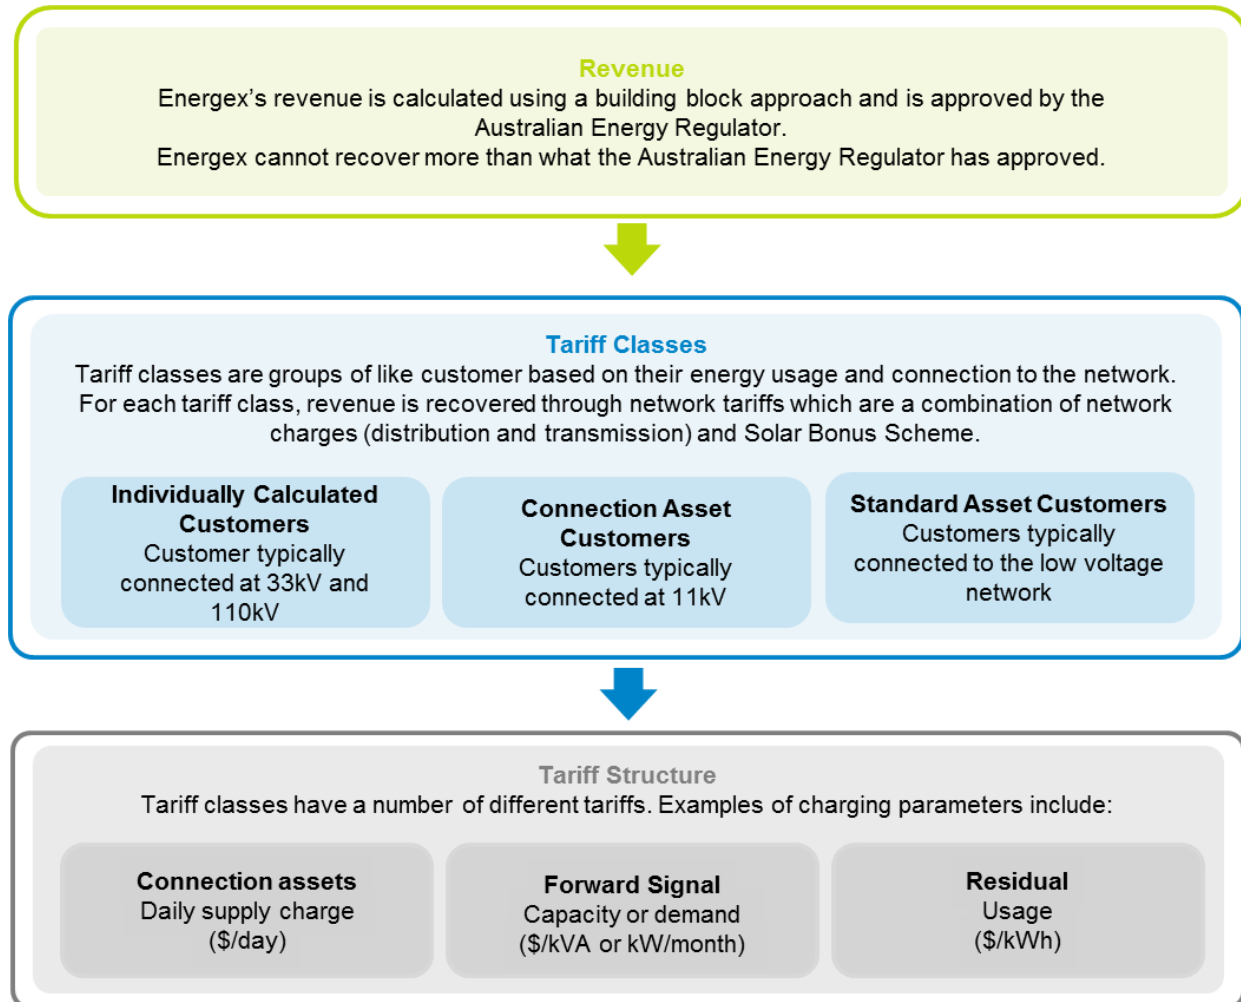 Revenue
Energex's revenue is calculated using a building block approach and is approved by the
Australian Energy Regulator.
Energex cannot recover more than what the Australian Energy Regulator has approved.
Tariff Classes
Tariff classes are groups of like customer based on their energy usage and connection to the network.
For each tariff class, revenue is recovered through network tariffs which are a combination of network
charges (distribution and transmission) and Solar Bonus Scheme.
Individually Calculated
Customers
Customer typically
connected at 33kV and
110kV
Connection Asset
Customers
Customers typically
connected at 11kV
Standard Asset Customers
Customers typically
connected to the low voltage
network
Tariff Structure
Tariff classes have a number of different tariffs. Examples of charging parameters include:
Connection assets
Daily supply charge
($/day)
Forward Signal
Capacity or demand
($/kVA or kW/month)
Residual
Usage
($/kWh)